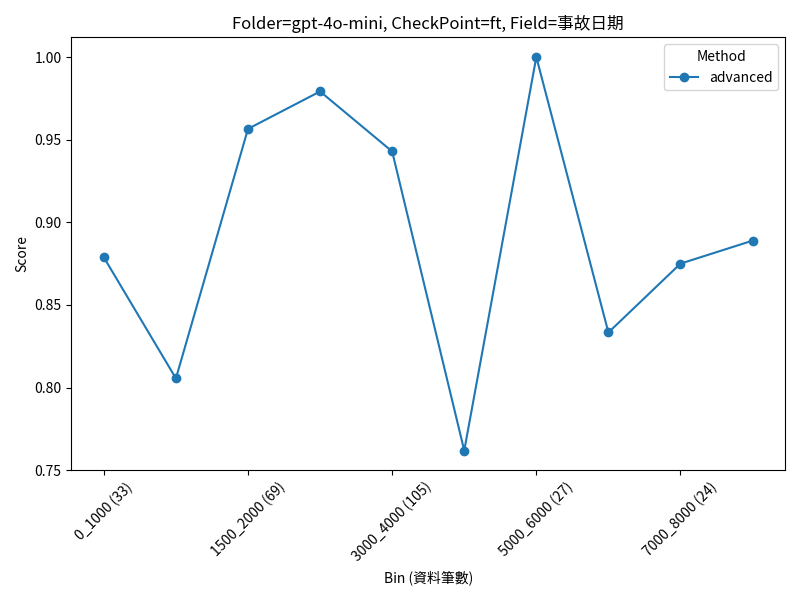 Folder=gpt-4o-mini, CheckPoint=ft, Field=事故日期
Method
advanced
Score
1.00
0.95
0.90
0.85
0.80
0.75
0_1000 (33)
1500_2000 (69)
3000_4000 (105)
5000_6000 (27)
7000_8000 (24)
Bin (資料筆數)